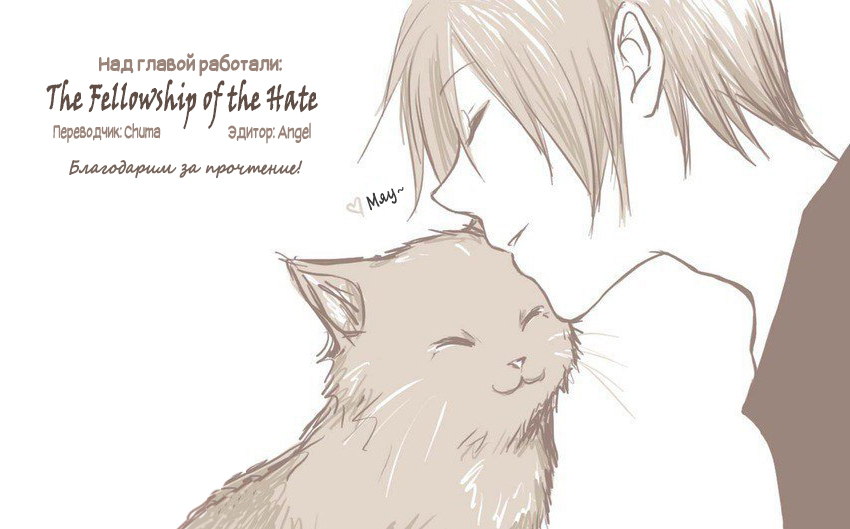 Над главой работали:
The Fellowship of the Hate
Переводчик: Chuma Эдитор: Angel
Благодарим за прочтение!
Мяу~